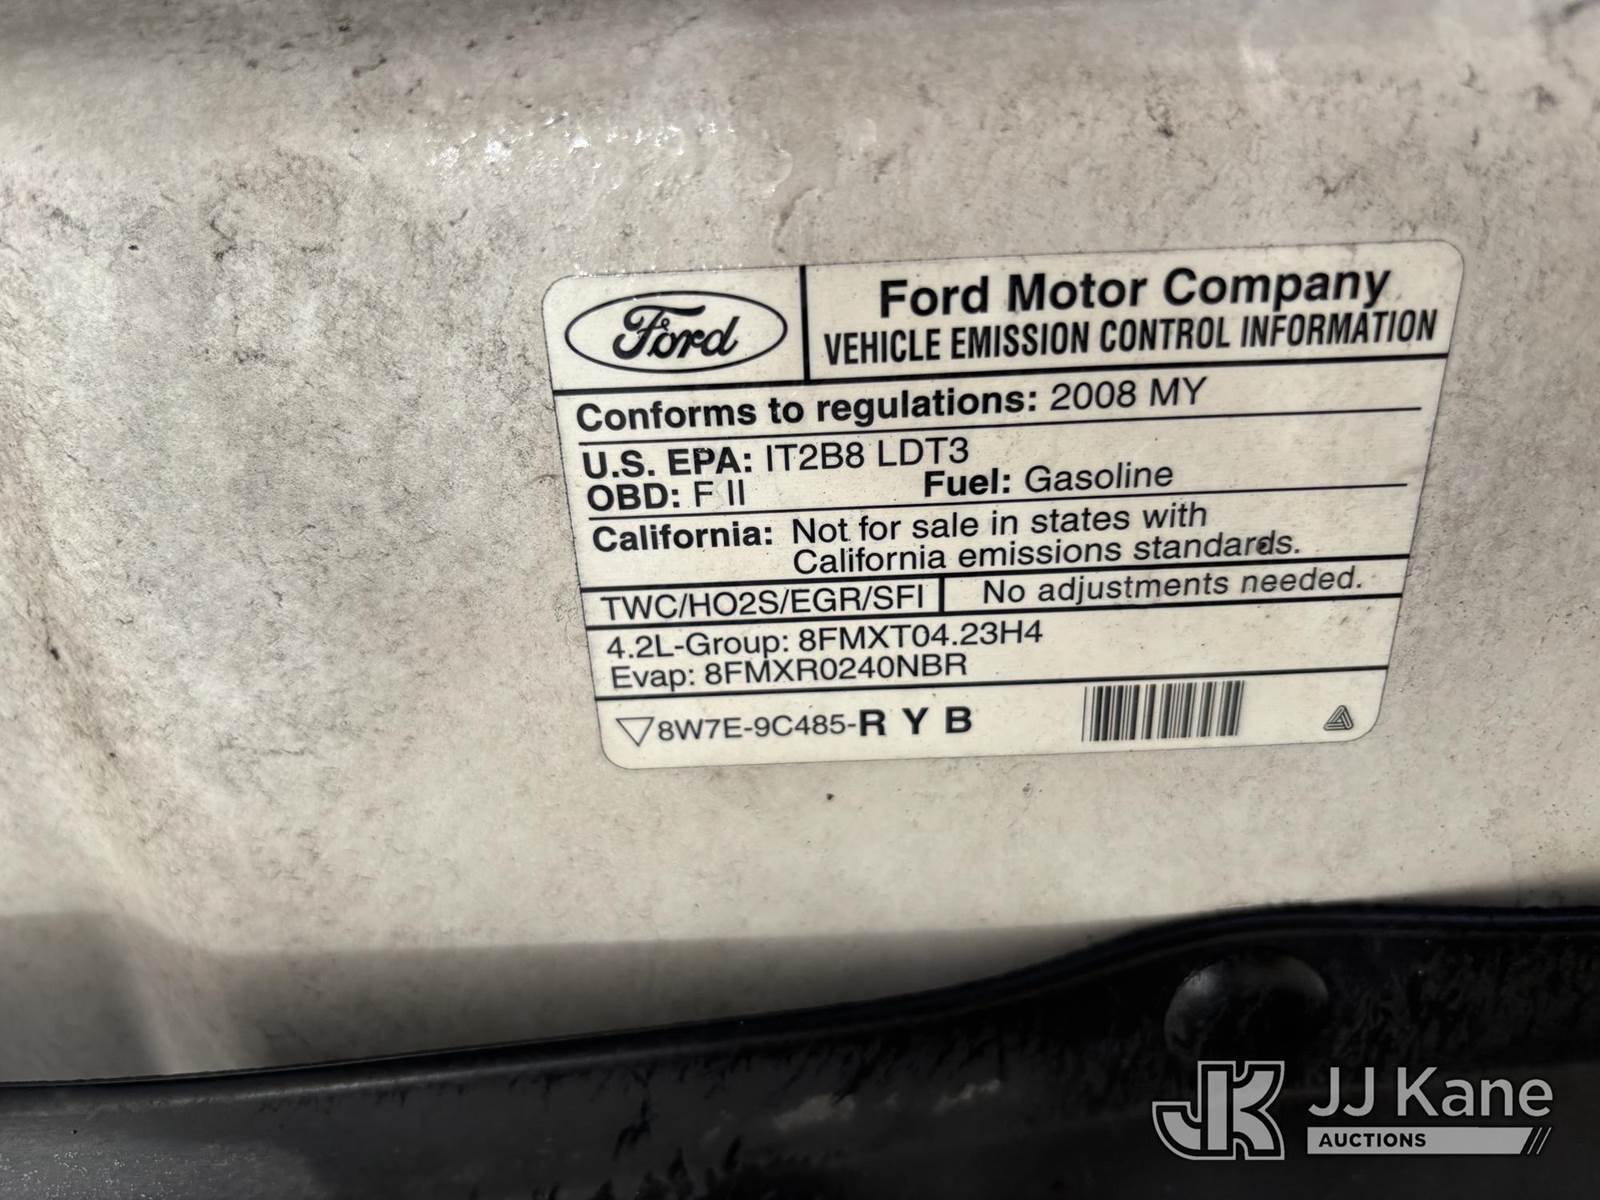 Ford
Ford Motor Company
VEHICLE EMISSION CONTROL INFORMATION
Conforms to regulations: 2008 MY
U.S. EPA: IT2B8 LDT3
OBD: F II Fuel: Gasoline
California: Not for sale in states with
California emissions standards.
TWC/HO2S/EGR/SFI No adjustments needed.
4.2L-Group: 8FMXT04.23H4
Evap: 8FMXR0240NBR
8W7E-9C485-R Y B
JK JJ Kane
AUCTIONS